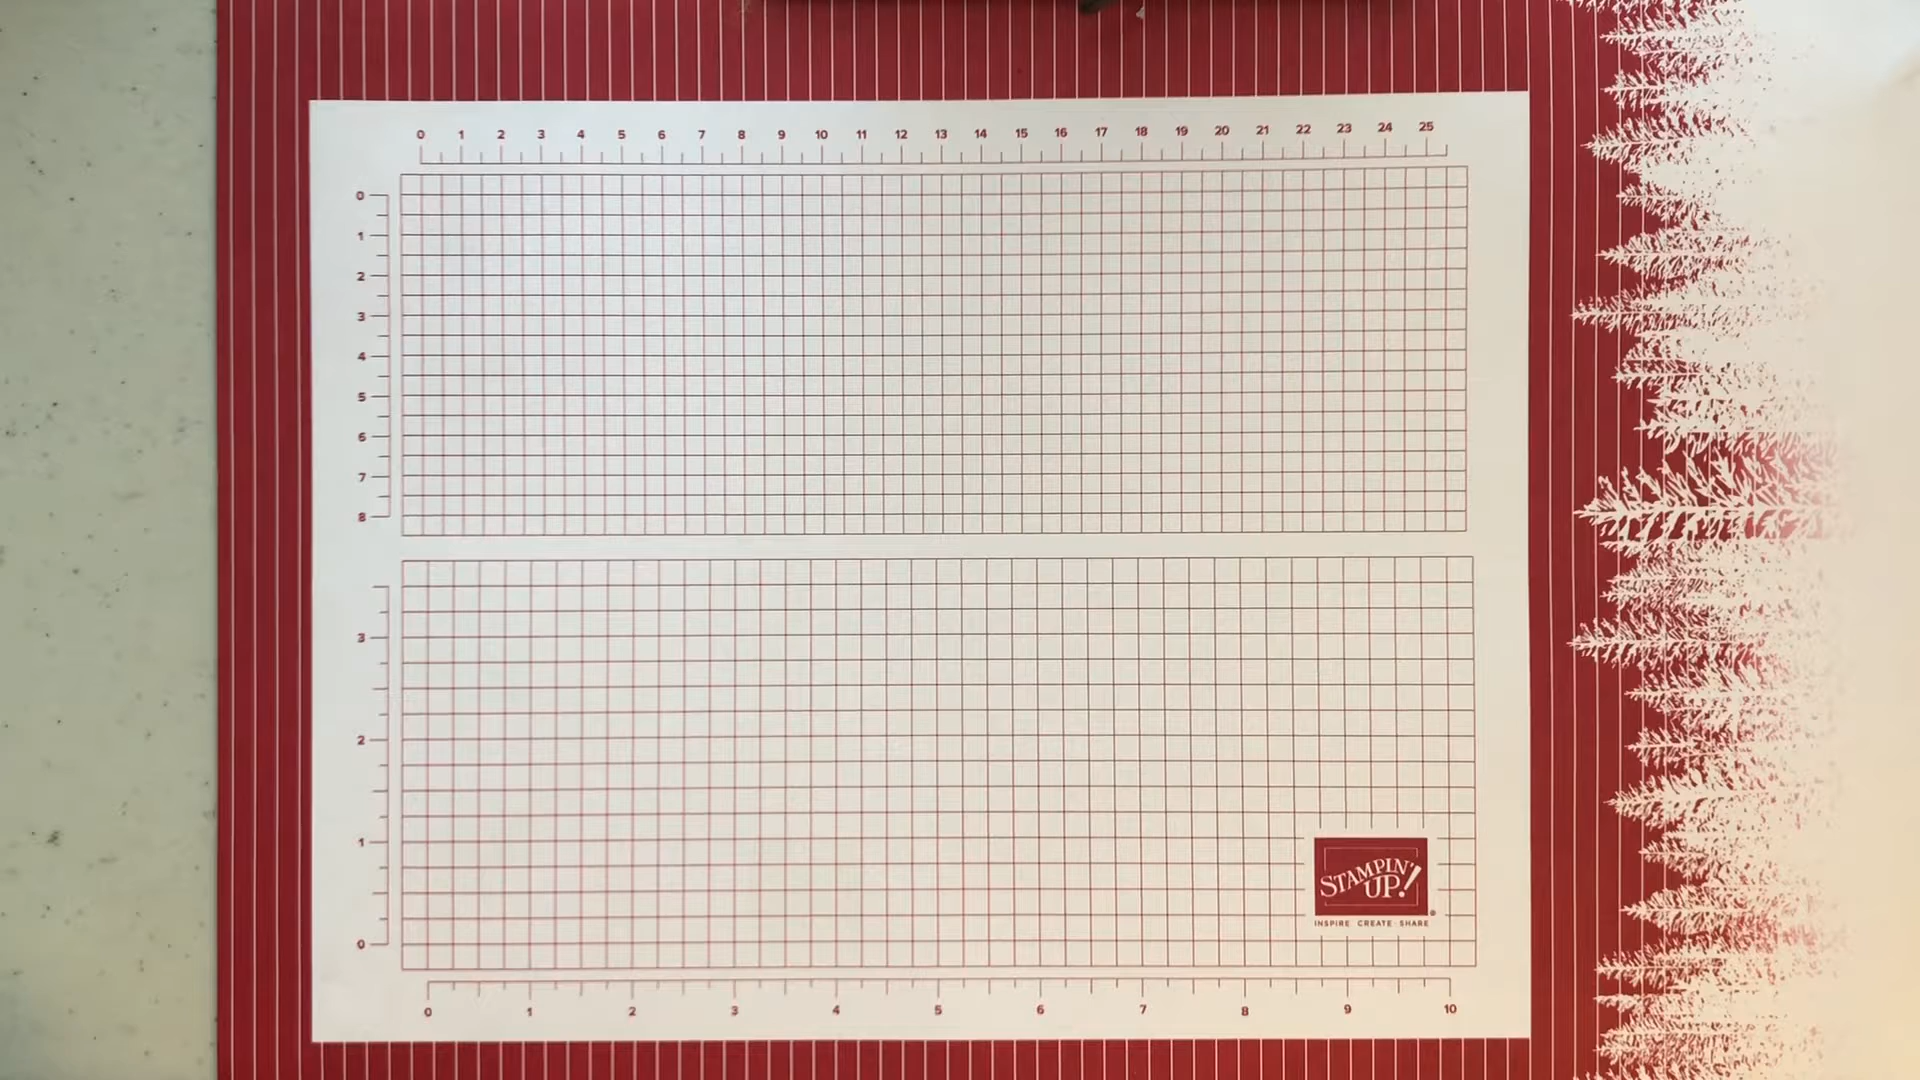 0 1 2 3 4 5 6 7 8 9 10 11 12 13 14 15 16 17 18 19 20 21 22 23 24 25
0
1
2
3
4
5
6
7
8
3
2
1
0
STAMPIN'
UP!®
INSPIRE · CREATE · SHARE
0 1 2 3 4 5 6 7 8 9 10